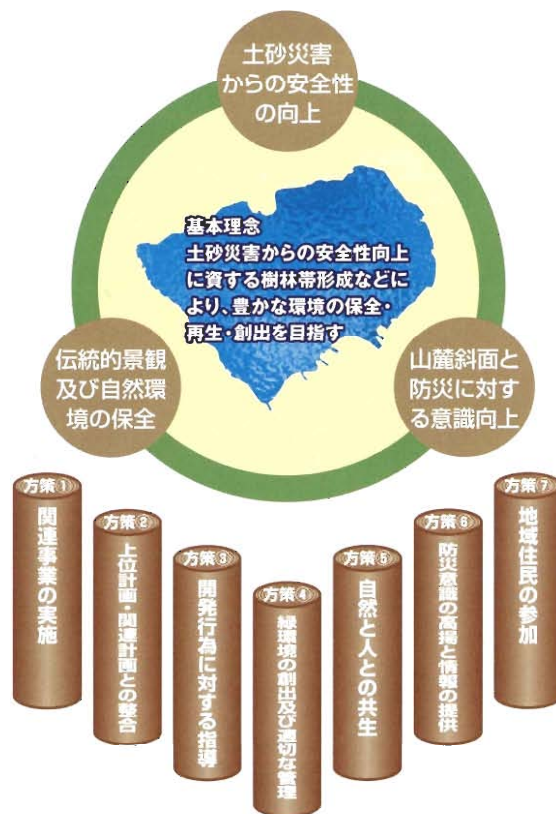 土砂災害
からの安全性
の向上
基本理念
土砂災害からの安全性向上
に資する樹林帯形成などに
より、豊かな環境の保全・
再生・創出を目指す
伝統的景観
及び自然環
境の保全
山麓斜面と
防災に対す
る意識向上
方策①
関連事業の実施
方策②
上位計画・関連計画との整合
方策③
開発行為に対する指導
方策④
緑環境の創出及び適切な管理
方策⑤
自然と人との共生
方策⑥
防災意識の高揚と情報の提供
方策⑦
地域住民の参加